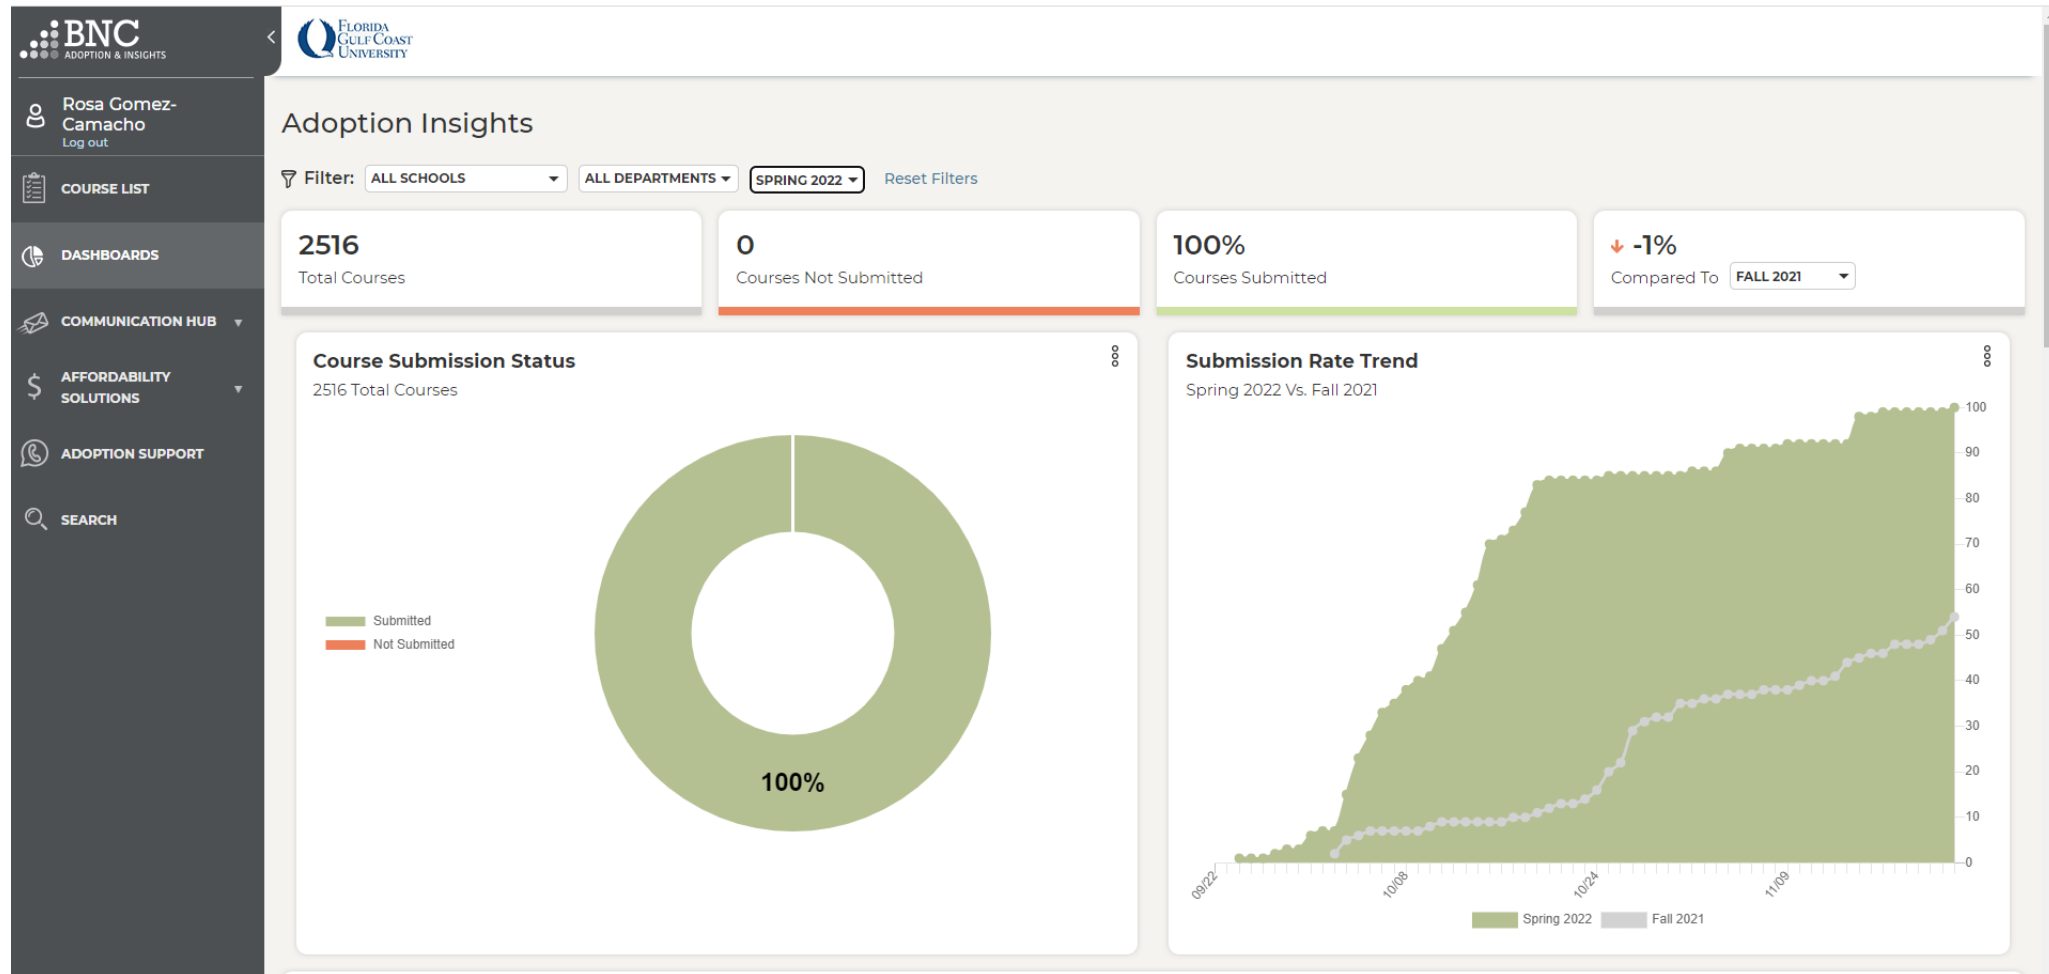 BNC
ADOPTION & INSIGHTS
FLORIDA
GULF COAST
UNIVERSITY
Rosa Gomez-
Camacho
Log out
COURSE LIST
DASHBOARDS
COMMUNICATION HUB
AFFORDABILITY
SOLUTIONS
ADOPTION SUPPORT
SEARCH
Adoption Insights
Filter: ALL SCHOOLS ALL DEPARTMENTS SPRING 2022 Reset Filters
2516
Total Courses
0
Courses Not Submitted
100%
Courses Submitted
-1%
Compared To FALL 2021
Course Submission Status
2516 Total Courses
Submitted
Not Submitted
100%
Submission Rate Trend
Spring 2022 Vs. Fall 2021
100
90
80
70
60
50
40
30
20
10
0
09/22 10/08 10/24 11/09
Spring 2022 Fall 2021